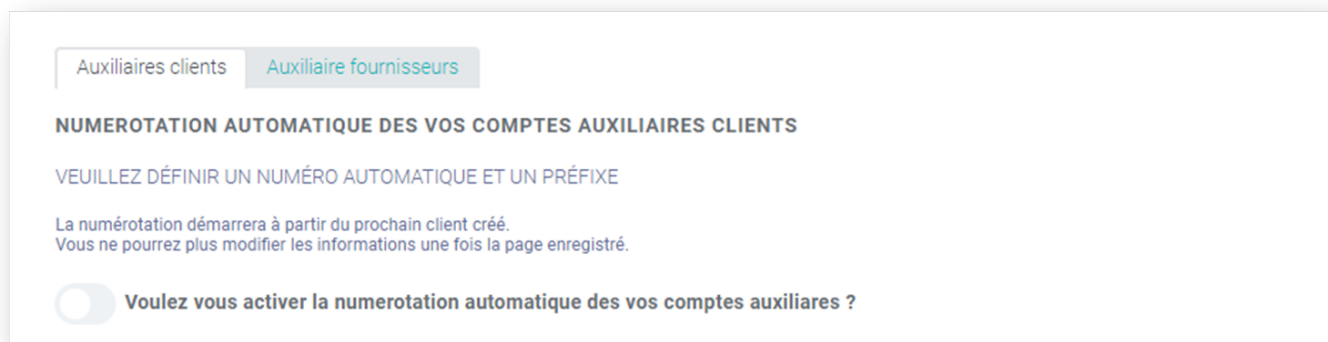 Auxiliaires clients
Auxiliaire fournisseurs
NUMEROTATION AUTOMATIQUE DES VOS COMPTES AUXILIAIRES CLIENTS
VEUILLEZ DÉFINIR UN NUMÉRO AUTOMATIQUE ET UN PRÉFIXE
La numérotation démarrera à partir du prochain client créé.
Vous ne pourrez plus modifier les informations une fois la page enregistré.
Voulez vous activer la numerotation automatique des vos comptes auxiliares ?